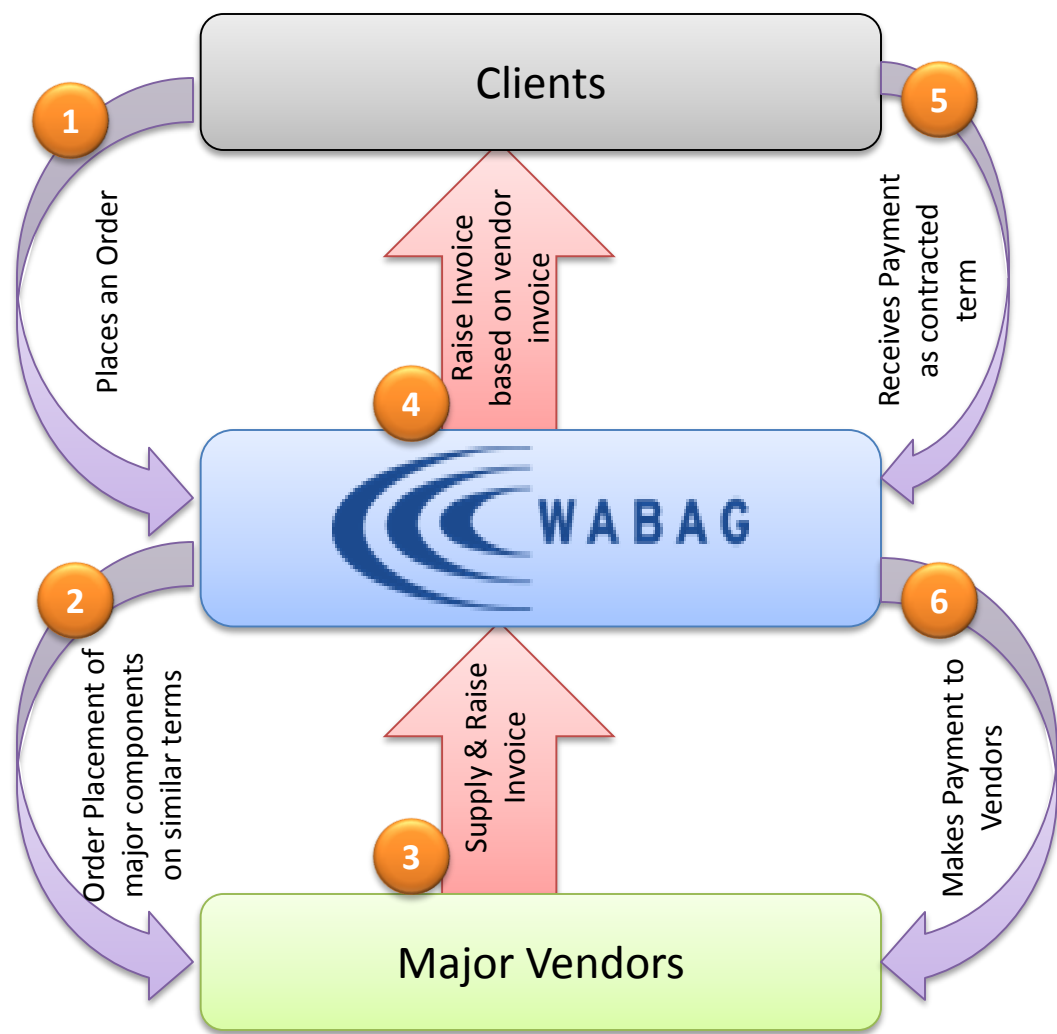 Clients
1
5
Places an Order
Raise Invoice
based on vendor
invoice
Receives Payment
as contracted
term
4
WABAG
2
6
Order Placement of
major components
on similar terms
Supply & Raise
Invoice
Makes Payment to
Vendors
3
Major Vendors